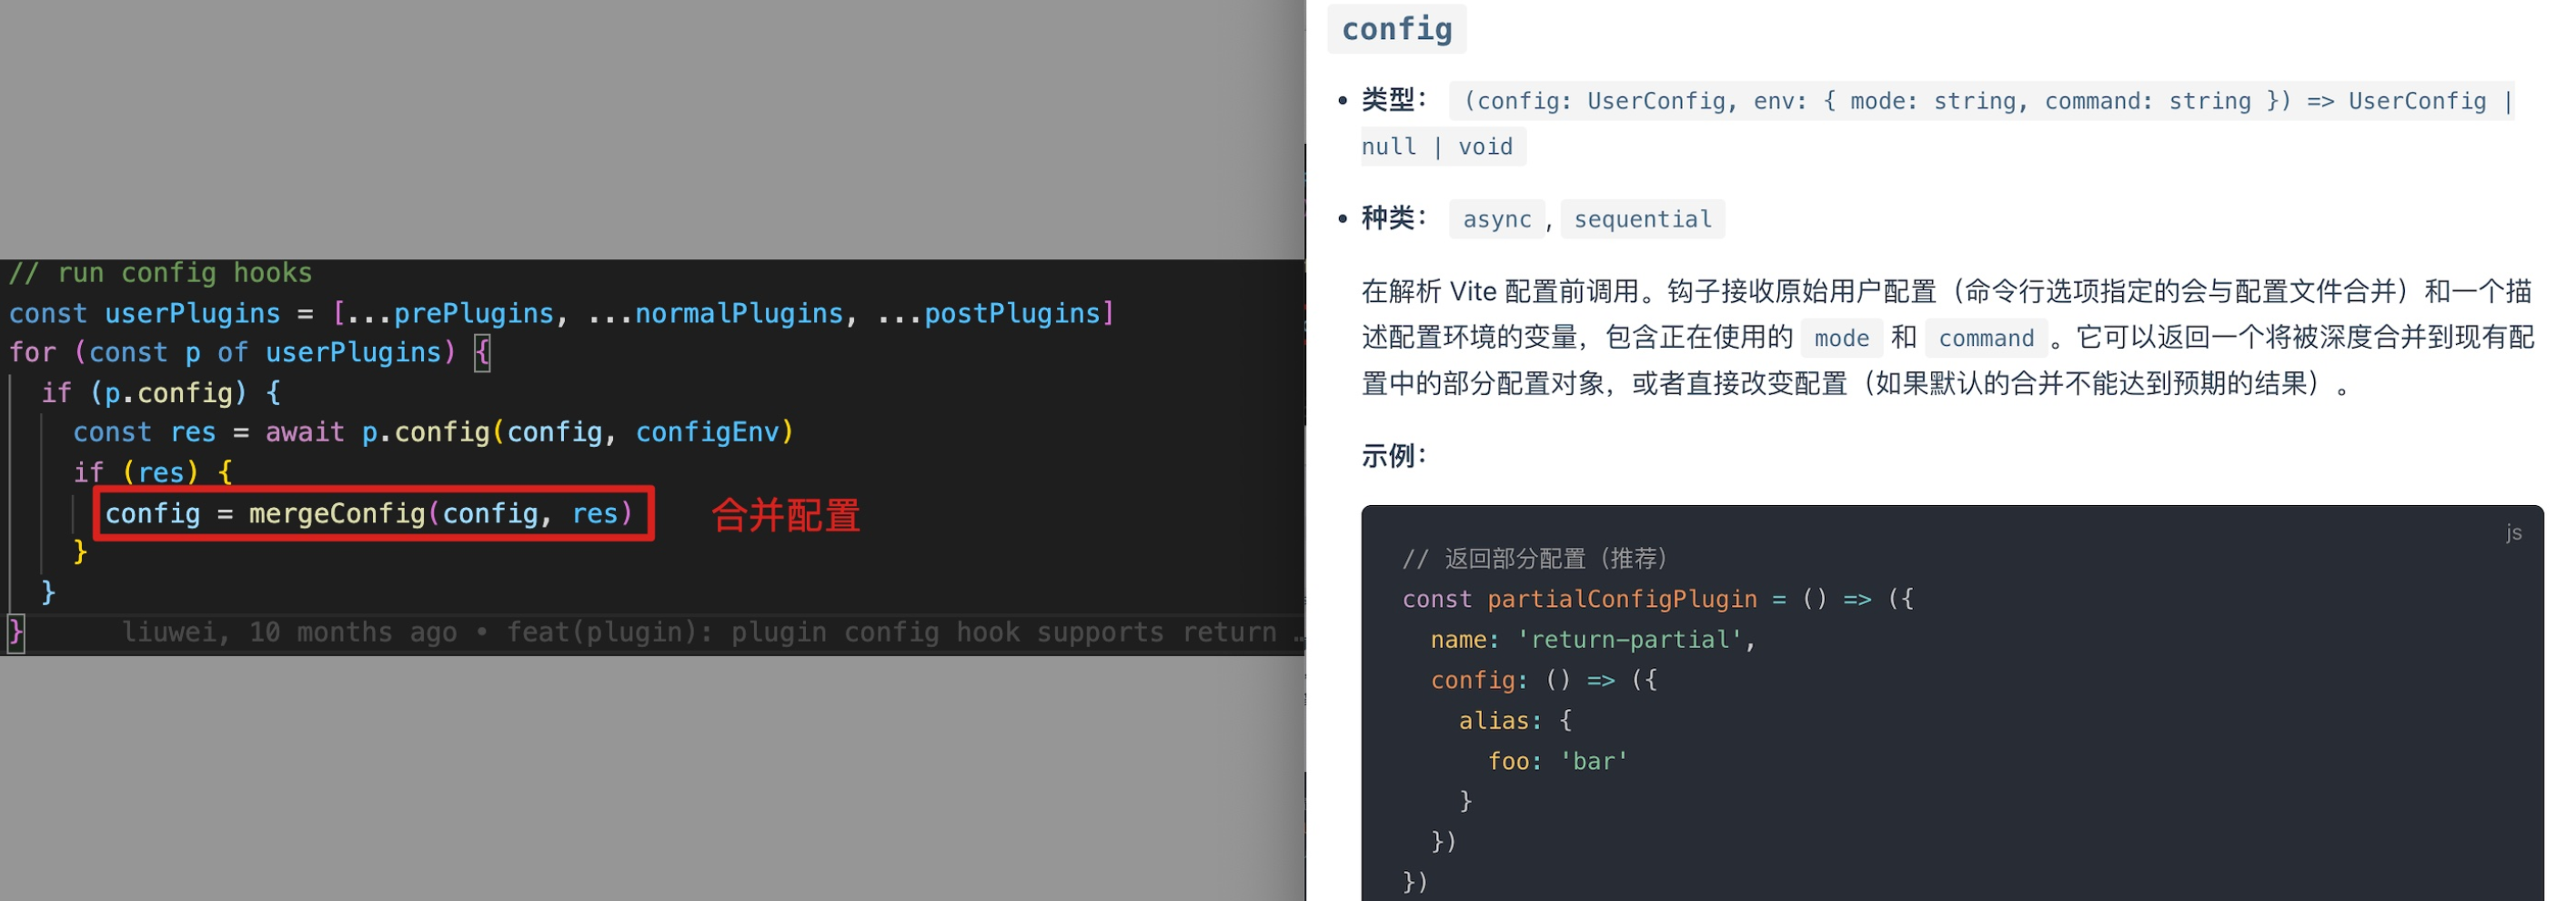 // run config hooks
const userPlugins = [...prePlugins, ...normalPlugins, ...postPlugins]
for (const p of userPlugins) {
if (p.config) {
const res = await p.config(config, configEnv)
if (res) {
config = mergeConfig(config, res)
合并配置
}
}
} liuwei, 10 months ago • feat(plugin): plugin config hook supports return …
config
• 类型： (config: UserConfig, env: { mode: string, command: string }) => UserConfig |
null | void
• 种类： async, sequential
在解析 Vite 配置前调用。钩子接收原始用户配置（命令行选项指定的会与配置文件合并）和一个描
述配置环境的变量，包含正在使用的 mode 和 command 。它可以返回一个将被深度合并到现有配
置中的部分配置对象，或者直接改变配置（如果默认的合并不能达到预期的结果）。
示例：
js
// 返回部分配置（推荐）
const partialConfigPlugin = () => ({
name: 'return-partial',
config: () => ({
alias: {
foo: 'bar'
}
})
})